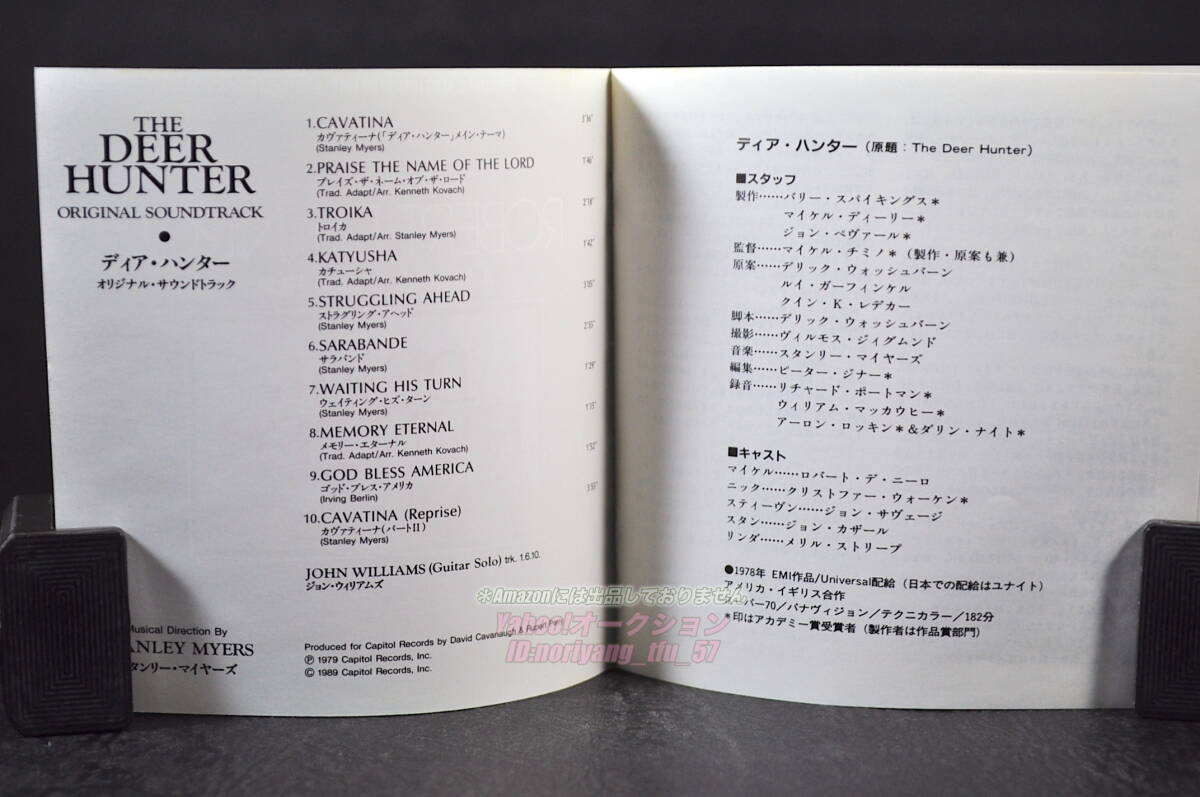 THE
DEER
HUNTER
ORIGINAL SOUNDTRACK
●
ディア・ハンター
オリジナル・サウンドトラック
Musical Direction By
ANLEY MYERS
タンリー・マイヤーズ
1.CAVATINA 3'36"
カヴァティーナ(「ディア・ハンター」メイン・テーマ)
(Stanley Myers)
2.PRAISE THE NAME OF THE LORD 1'46"
プレイズ・ザ・ネーム・オブ・ザ・ロード
(Trad. Adapt/Arr. Kenneth Kovach)
3.TROIKA 2'18"
トロイカ
(Trad. Adapt/Arr. Stanley Myers)
4.KATYUSHA 1'42"
カチューシャ
(Trad. Adapt/Arr. Kenneth Kovach)
5.STRUGGLING AHEAD
ストラグリング・アヘッド
(Stanley Myers)
6.SARABANDE
サラバンド
(Stanley Myers)
7.WAITING HIS TURN 1'29"
ウェイティング・ヒズ・ターン
(Stanley Myers)
8.MEMORY ETERNAL 1'15"
メモリー・エターナル
(Trad. Adapt/Arr. Kenneth Kovach)
9.GOD BLESS AMERICA 1'52"
ゴッド・ブレス・アメリカ
(Irving Berlin)
10.CAVATINA (Reprise)
カヴァティーナ(パートII)
(Stanley Myers)
JOHN WILLIAMS (Guitar Solo) trk. 1.6.10.
ジョン・ウィリアムズ
Produced for Capitol Records by David Cavanaugh &
Ⓟ 1979 Capitol Records, Inc.
© 1989 Capitol Records, Inc.
ディア・ハンター (原題：The Deer Hunter)
■スタッフ
製作……バリー・スパイキングス＊
マイケル・ディーリー＊
ジョン・ペヴァール＊
監督……マイケル・チミノ＊(製作・原案も兼)
原案……デリック・ウォッシュバーン
ルイ・ガーフィンケル
クイン・K・レデカー
脚本……デリック・ウォッシュバーン
撮影……ヴィルモス・ジィグムンド
音楽……スタンリー・マイヤーズ
編集……ピーター・ジナー＊
録音……リチャード・ポートマン＊
ウィリアム・マッカウヒー＊
アーロン・ロッキン＊&ダリン・ナイト＊
■キャスト
マイケル……ロバート・デ・ニーロ
ニック……クリストファー・ウォーケン＊
スティーヴン……ジョン・サヴェージ
スタン……ジョン・カザール
リンダ……メリル・ストリープ
●1978年 EMI作品/Universal配給 (日本での配給はユナイト)
アメリカ・イギリス合作
スーパー70／パナヴィジョン／テクニカラー／182分
＊印はアカデミー賞受賞者 (製作者は作品賞部門)
＊Amazonには出品しておりません。
Yahoo!オークション
ID:noriyang_tfu_57